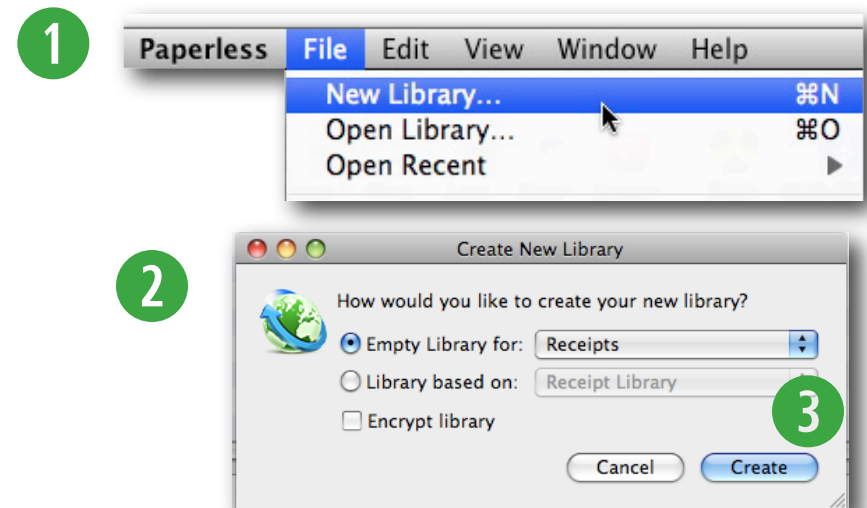 1
Paperless File Edit View Window Help
New Library... ⌘N
Open Library... ⌘O
Open Recent ▶
2
Create New Library
How would you like to create your new library?
Empty Library for: Receipts
Library based on: Receipt Library
3
Encrypt library
Cancel Create